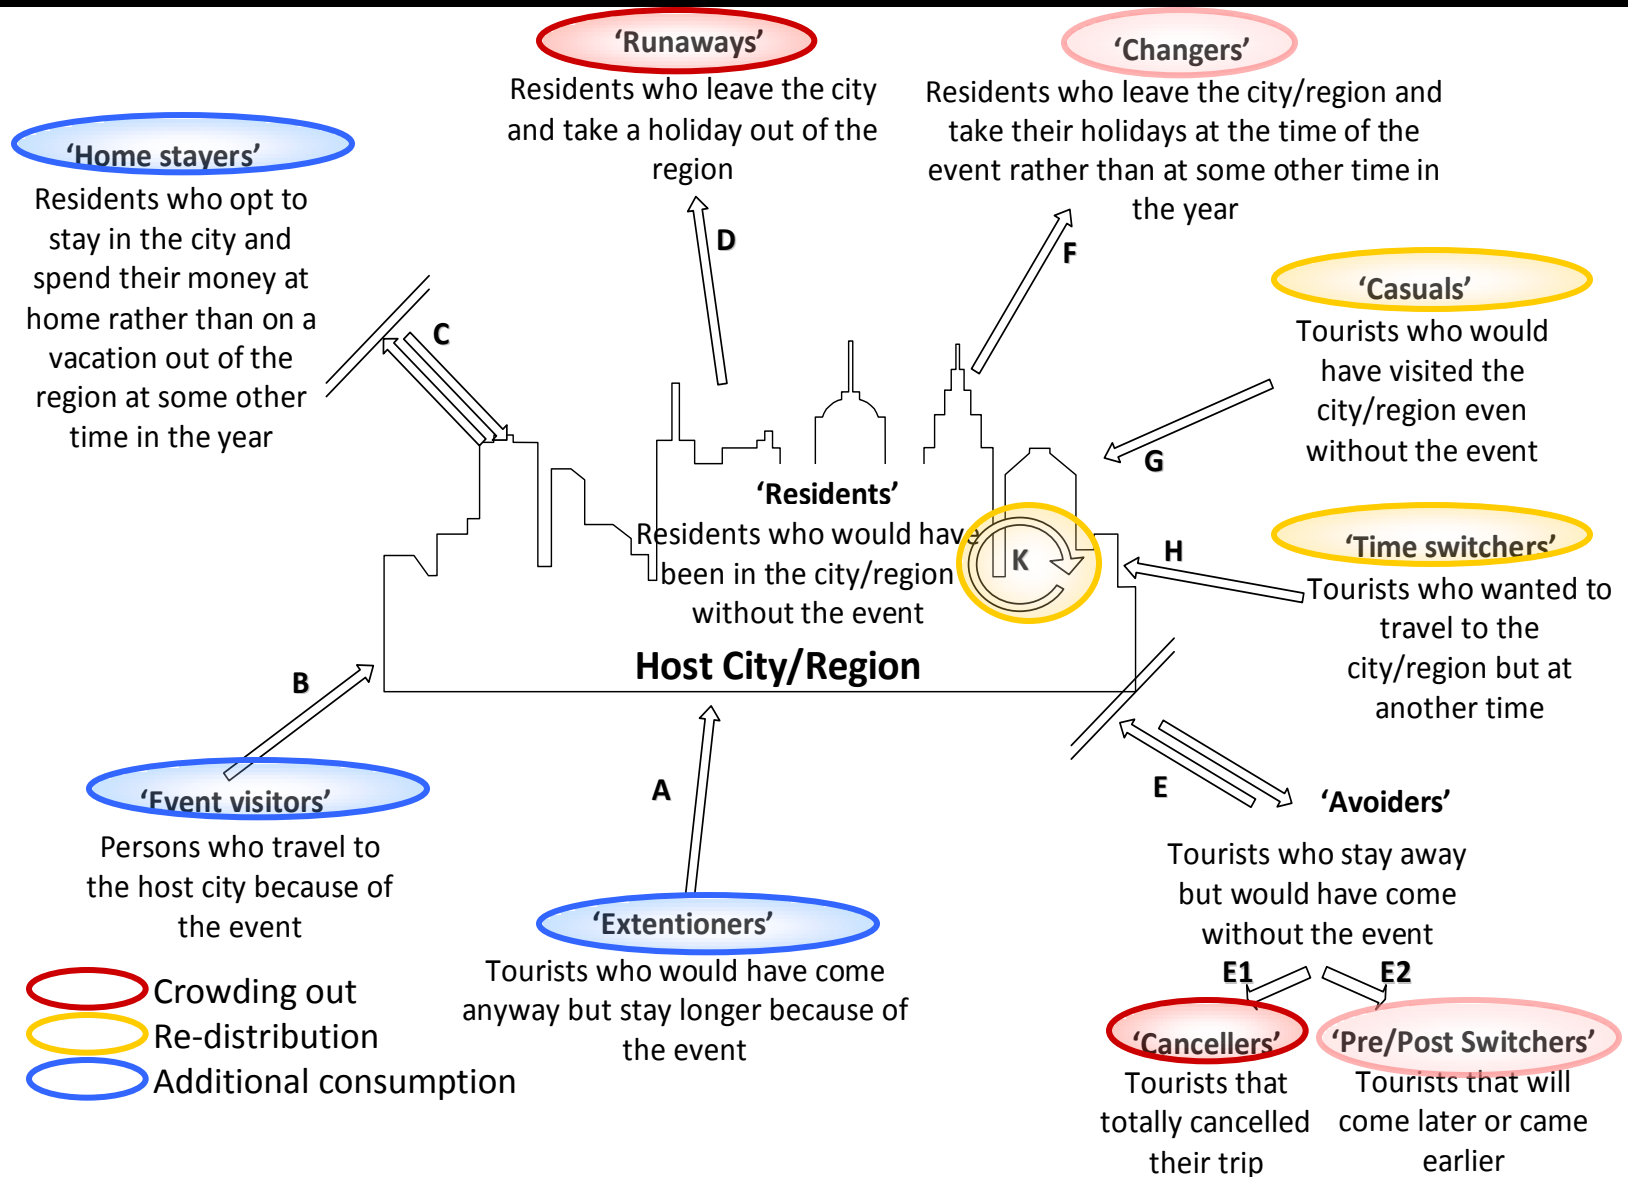 ‘Runaways’
Residents who leave the city
and take a holiday out of the
region
‘Changers’
Residents who leave the city/region and
take their holidays at the time of the
event rather than at some other time in
the year
‘Home stayers’
Residents who opt to
stay in the city and
spend their money at
home rather than on a
vacation out of the
region at some other
time in the year
D
F
C
‘Casuals’
Tourists who would
have visited the
city/region even
without the event
G
‘Residents’
Residents who would have
been in the city/region
without the event
K
Host City/Region
H
‘Time switchers’
Tourists who wanted to
travel to the
city/region but at
another time
B
‘Event visitors’
Persons who travel to
the host city because of
the event
A
‘Extentioners’
Tourists who would have come
anyway but stay longer because of
the event
E
‘Avoiders’
Tourists who stay away
but would have come
without the event
E1
E2
‘Cancellers’
Tourists that
totally cancelled
their trip
‘Pre/Post Switchers’
Tourists that will
come later or came
earlier
Crowding out
Re-distribution
Additional consumption